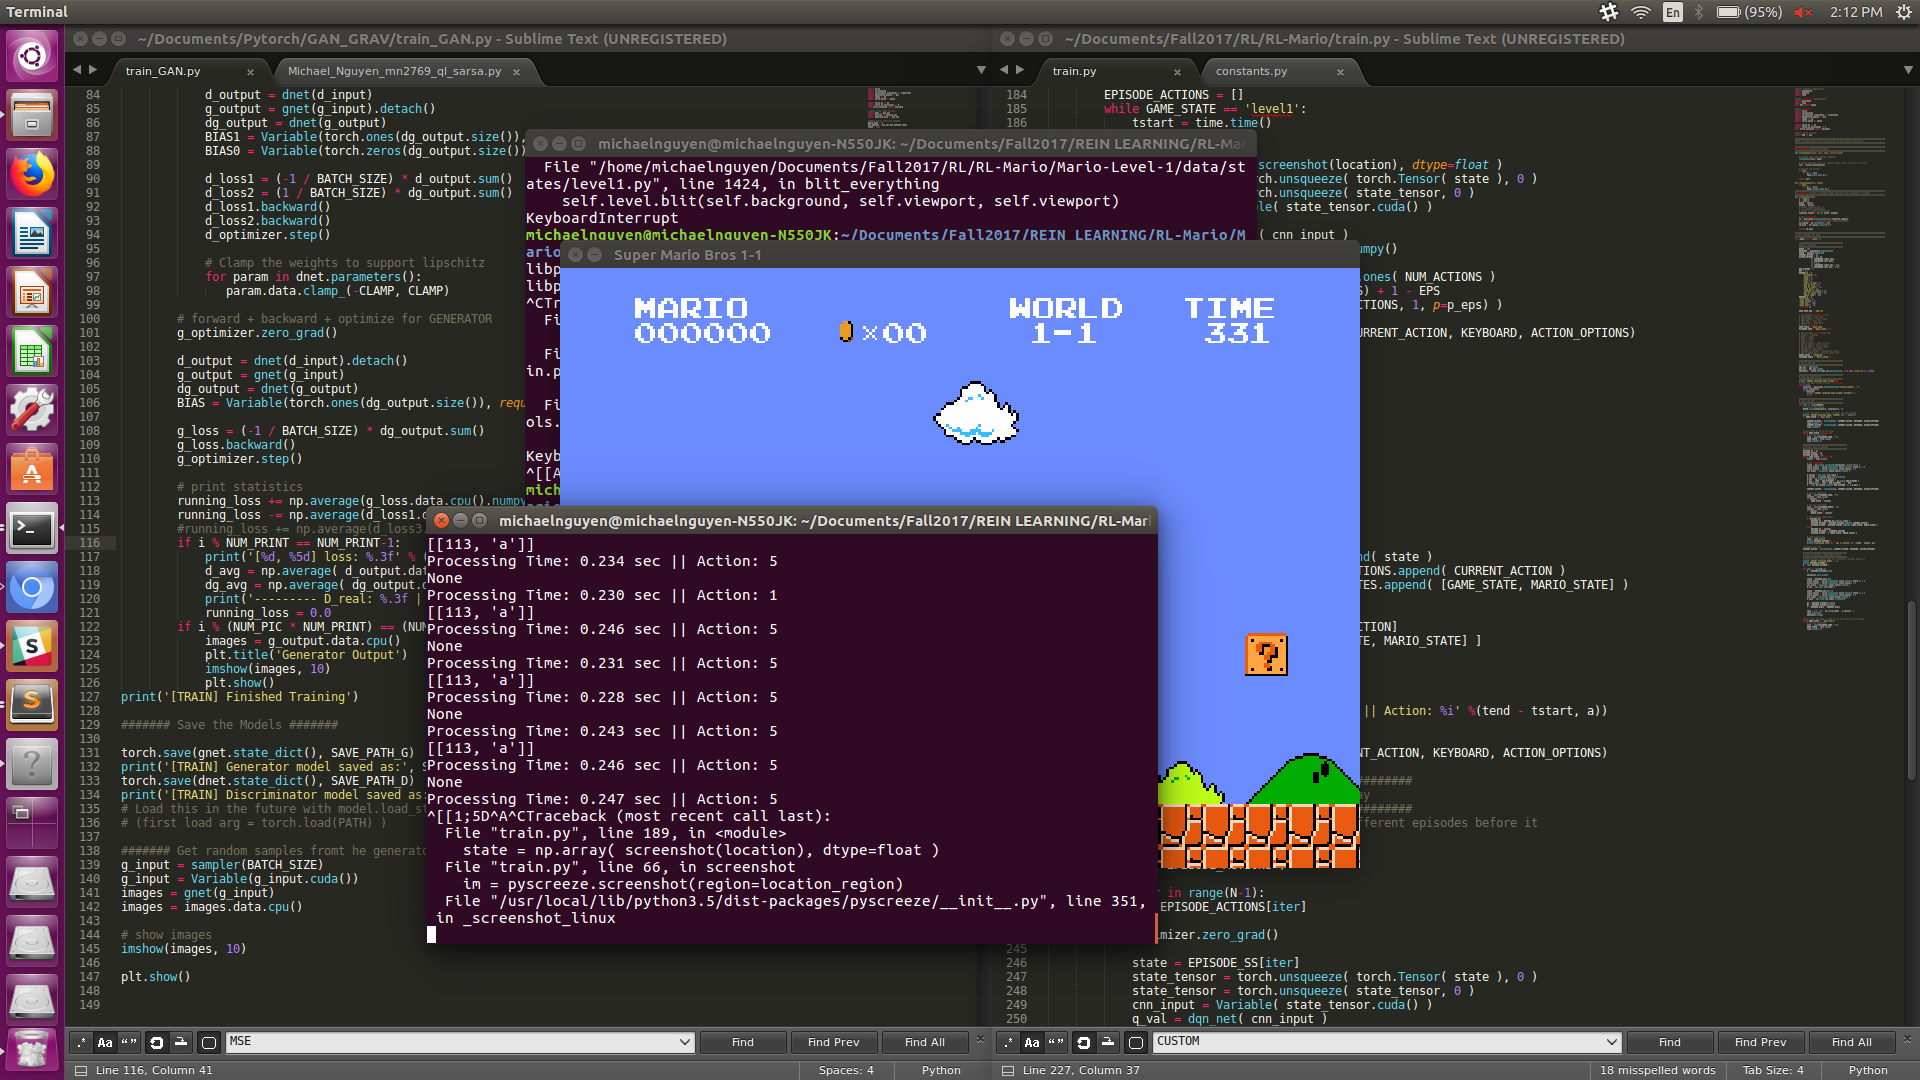 Terminal
En
(95%)
2:12 PM
~/Documents/Pytorch/GAN_GRAV/train_GAN.py - Sublime Text (UNREGISTERED)
train_GAN.py
Michael_Nguyen_mn2769_ql_sarsa.py
84 d_output = dnet(d_input)
85 g_output = gnet(g_input).detach()
86 dg_output = dnet(g_output)
87 BIAS1 = Variable(torch.ones(dg_output.size()),
88 BIAS0 = Variable(torch.zeros(dg_output.size())
89
90 d_loss1 = (-1 / BATCH_SIZE) * d_output.sum()
91 d_loss2 = (1 / BATCH_SIZE) * dg_output.sum()
92 d_loss1.backward()
93 d_loss2.backward()
94 d_optimizer.step()
95
96 # Clamp the weights to support lipschitz
97 for param in dnet.parameters():
98 param.data.clamp_(-CLAMP, CLAMP)
99
100 # forward + backward + optimize for GENERATOR
101 g_optimizer.zero_grad()
102
103 d_output = dnet(d_input).detach()
104 g_output = gnet(g_input)
105 dg_output = dnet(g_output)
106 BIAS = Variable(torch.ones(dg_output.size()), requ
107
108 g_loss = (-1 / BATCH_SIZE) * dg_output.sum()
109 g_loss.backward()
110 g_optimizer.step()
111
112 # print statistics
113 running_loss += np.average(g_loss.data.cpu().numpy
114 running_loss -= np.average(d_loss1.d
115 #running_loss += np.average(d_loss3.
116 if i % NUM_PRINT == NUM_PRINT-1:
117 print('[%d, %5d] loss: %.3f' % (
118 d_avg = np.average( d_output.dat
119 dg_avg = np.average( dg_output.d
120 print('--------- D_real: %.3f |
121 running_loss = 0.0
122 if i % (NUM_PIC * NUM_PRINT) == (NUM
123 images = g_output.data.cpu()
124 plt.title('Generator Output')
125 imshow(images, 10)
126 plt.show()
127 print('[TRAIN] Finished Training')
128
129 ####### Save the Models #######
130
131 torch.save(gnet.state_dict(), SAVE_PATH_G)
132 print('[TRAIN] Generator model saved as:', S
133 torch.save(dnet.state_dict(), SAVE_PATH_D)
134 print('[TRAIN] Discriminator model saved as:
135 # Load this in the future with model.load_st
136 # (first load arg = torch.load(PATH) )
137
138 ####### Get random samples fromt he generato
139 g_input = sampler(BATCH_SIZE)
140 g_input = Variable(g_input.cuda())
141 images = gnet(g_input)
142 images = images.data.cpu()
143
144 # show images
145 imshow(images, 10)
146
147 plt.show()
148
149
MSE
Find
Find Prev
Find All
Line 116, Column 41
Spaces: 4
Python
michaelnguyen@michaelnguyen-N550JK: ~/Documents/Fall2017/REIN LEARNING/RL-Mar
File "/home/michaelnguyen/Documents/Fall2017/RL/RL-Mario/Mario-Level-1/data/st
ates/level1.py", line 1424, in blit_everything
self.level.blit(self.background, self.viewport, self.viewport)
KeyboardInterrupt
michaelnguyen@michaelnguyen-N550JK:~/Documents/Fall2017/REIN LEARNING/RL-Mario/M
ario
libp
libp
^CTr
Fi
Fi
in.p
Fi
ols.
Keyb
^[[A
mich
Super Mario Bros 1-1
MARIO WORLD TIME
000000 ×00 1-1 331
?
michaelnguyen@michaelnguyen-N550JK: ~/Documents/Fall2017/REIN LEARNING/RL-Mari
[[113, 'a']]
Processing Time: 0.234 sec || Action: 5
None
Processing Time: 0.230 sec || Action: 1
[[113, 'a']]
Processing Time: 0.246 sec || Action: 5
None
Processing Time: 0.231 sec || Action: 5
[[113, 'a']]
Processing Time: 0.228 sec || Action: 5
None
Processing Time: 0.243 sec || Action: 5
[[113, 'a']]
Processing Time: 0.246 sec || Action: 5
None
Processing Time: 0.247 sec || Action: 5
^[[1;5D^A^CTraceback (most recent call last):
File "train.py", line 189, in <module>
state = np.array( screenshot(location), dtype=float )
File "train.py", line 66, in screenshot
im = pyscreeze.screenshot(region=location_region)
File "/usr/local/lib/python3.5/dist-packages/pyscreeze/__init__.py", line 351,
in _screenshot_linux
~/Documents/Fall2017/RL/RL-Mario/train.py - Sublime Text (UNREGISTERED)
train.py
constants.py
184 EPISODE_ACTIONS = []
185 while GAME_STATE == 'level1':
186 tstart = time.time()
screenshot(location), dtype=float )
rch.unsqueeze( torch.Tensor( state ), 0 )
rch.unsqueeze( state_tensor, 0 )
le( state_tensor.cuda() )
( cnn_input )
umpy()
ones( NUM_ACTIONS )
S) + 1 - EPS
CTIONS, 1, p=p_eps) )
URRENT_ACTION, KEYBOARD, ACTION_OPTIONS)
nd( state )
IONS.append( CURRENT_ACTION )
TES.append( [GAME_STATE, MARIO_STATE] )
CTION]
E, MARIO_STATE] ]
|| Action: %i' %(tend - tstart, a))
NT_ACTION, KEYBOARD, ACTION_OPTIONS)
########
ay
########
fferent episodes before it
r in range(N-1):
EPISODE_ACTIONS[iter]
imizer.zero_grad()
245
246 state = EPISODE_SS[iter]
247 state_tensor = torch.unsqueeze( torch.Tensor( state ), 0 )
248 state_tensor = torch.unsqueeze( state_tensor, 0 )
249 cnn_input = Variable( state_tensor.cuda() )
250 q_val = dqn_net( cnn_input )
CUSTOM
Find
Find Prev
Find All
Line 227, Column 37
18 misspelled words
Tab Size: 4
Python